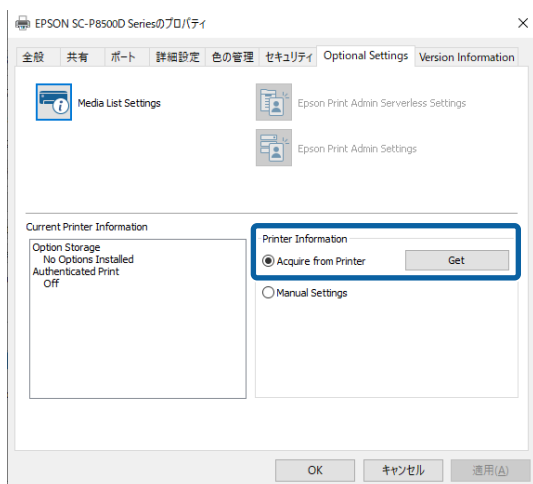 EPSON SC-P8500D Seriesのプロパティ
全般 共有 ポート 詳細設定 色の管理 セキュリティ Optional Settings Version Information
Media List Settings
Epson Print Admin Serverless Settings
Epson Print Admin Settings
Current Printer Information
Option Storage
No Options Installed
Authenticated Print
Off
Printer Information
Acquire from Printer Get
Manual Settings
OK キャンセル 適用(A)